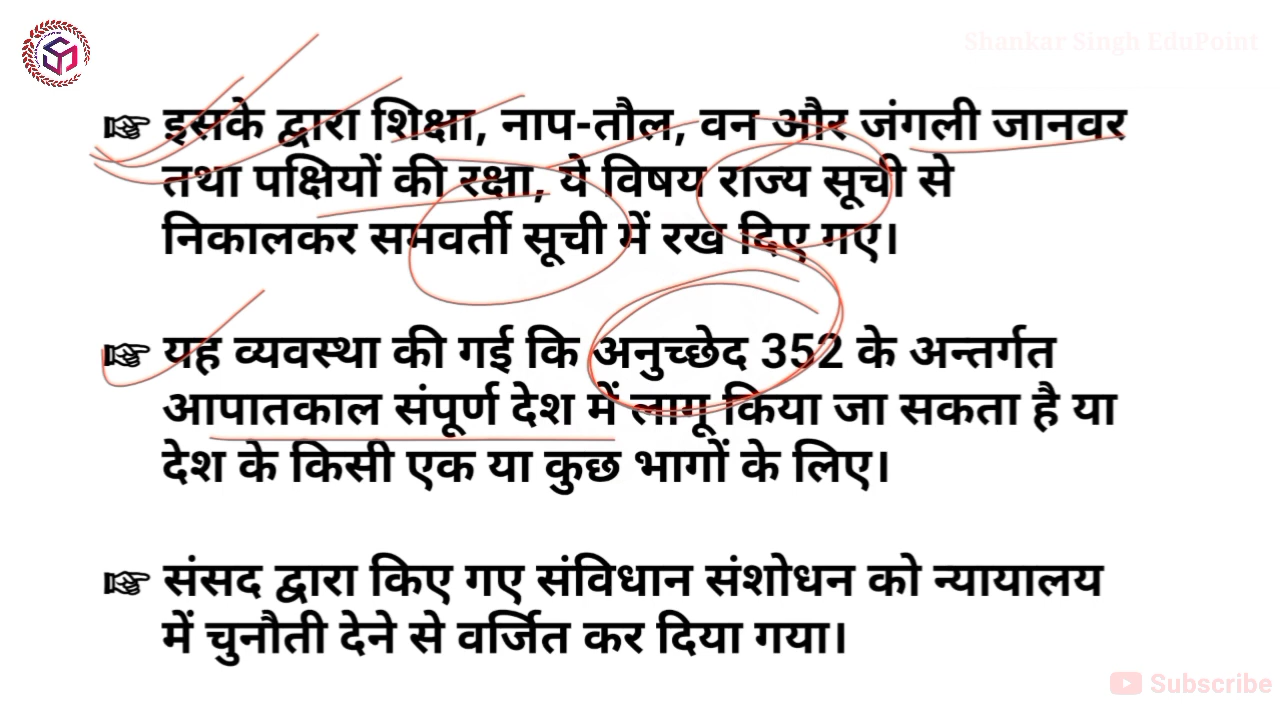 Shankar Singh EduPoint
☞ इसके द्वारा शिक्षा, नाप-तौल, वन और जंगली जानवर
तथा पक्षियों की रक्षा, ये विषय राज्य सूची से
निकालकर समवर्ती सूची में रख दिए गए।
☞ यह व्यवस्था की गई कि अनुच्छेद 352 के अन्तर्गत
आपातकाल संपूर्ण देश में लागू किया जा सकता है या
देश के किसी एक या कुछ भागों के लिए।
☞ संसद द्वारा किए गए संविधान संशोधन को न्यायालय
में चुनौती देने से वर्जित कर दिया गया।
Subscribe